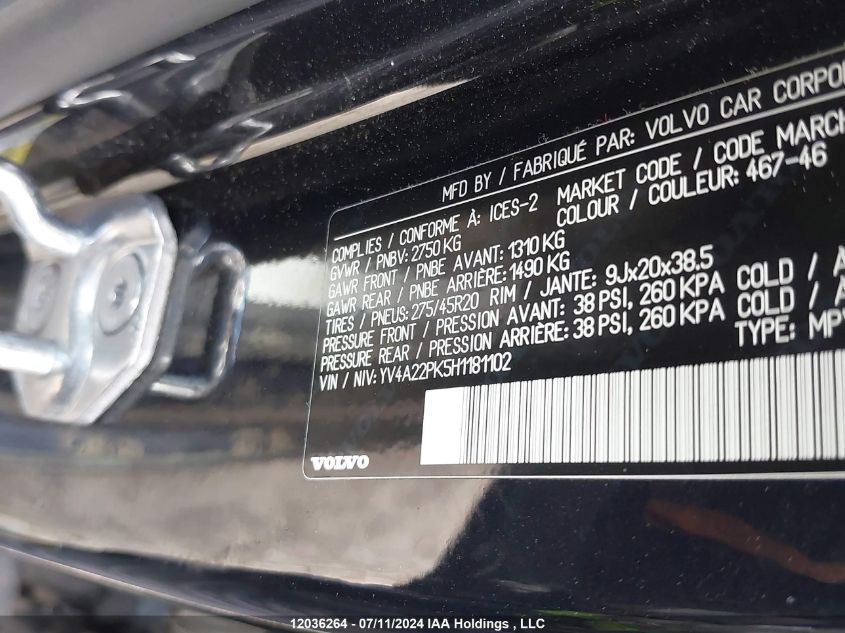 MFD BY / FABRIQUÉ PAR: VOLVO CAR
COMPLIES / CONFORME À: ICES-2 MARKET CODE / CODE
GVWR / PNBV: 2750 KG COLOUR / COULEUR: 467-46
GAWR FRONT / PNBE AVANT: 1310 KG
GAWR REAR / PNBE ARRIÈRE: 1490 KG
TIRES / PNEUS: 275/45R20 RIM / JANTE: 9Jx20x38.5
PRESSURE FRONT / PRESSION AVANT: 38 PSI, 260 KPA COLD /
PRESSURE REAR / PRESSION ARRIÈRE: 38 PSI, 260 KPA COLD /
VIN / NIV: YV4A22PK5H1181102 TYPE:
VOLVO
12036264 - 07/11/2024 IAA Holdings , LLC